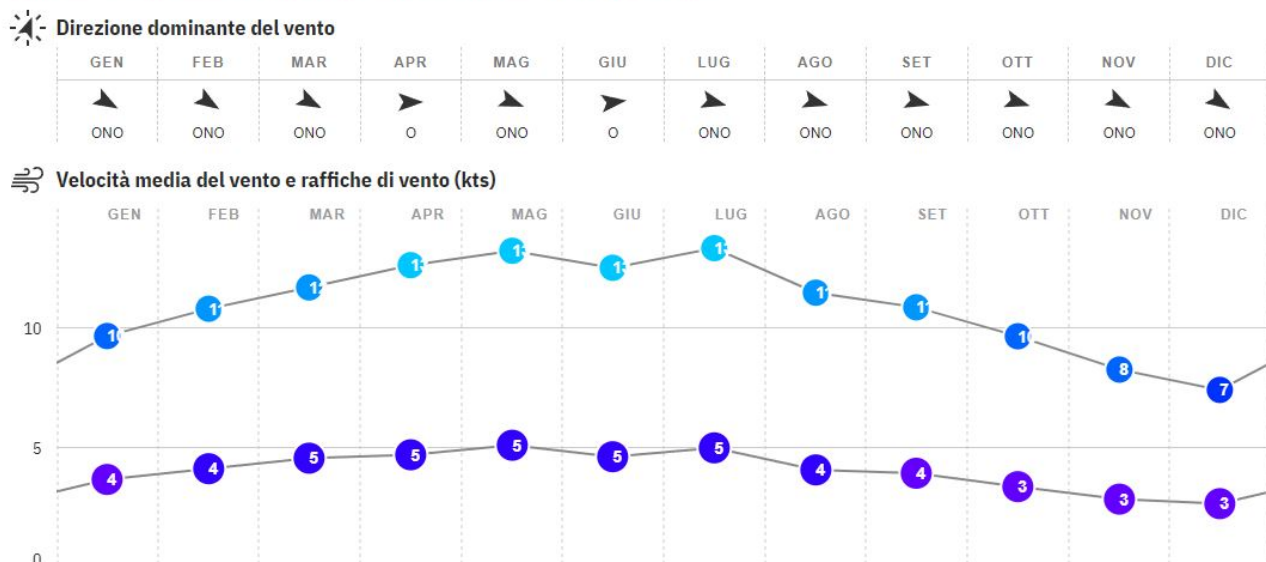 Direzione dominante del vento
GEN FEB MAR APR MAG GIU LUG AGO SET OTT NOV DIC
ONO ONO ONO O ONO O ONO ONO ONO ONO ONO ONO
Velocità media del vento e raffiche di vento (kts)
GEN FEB MAR APR MAG GIU LUG AGO SET OTT NOV DIC
10
8
7
5
4 4 5 5 5 5 5 4 4 3 3 3
0